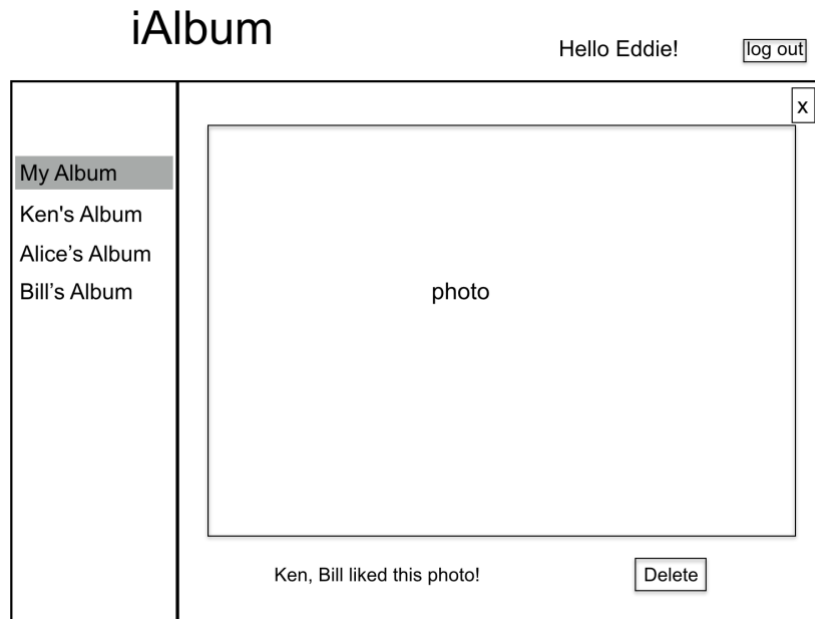 iAlbum
Hello Eddie!
log out
x
My Album
Ken's Album
Alice’s Album
Bill’s Album
photo
Ken, Bill liked this photo!
Delete